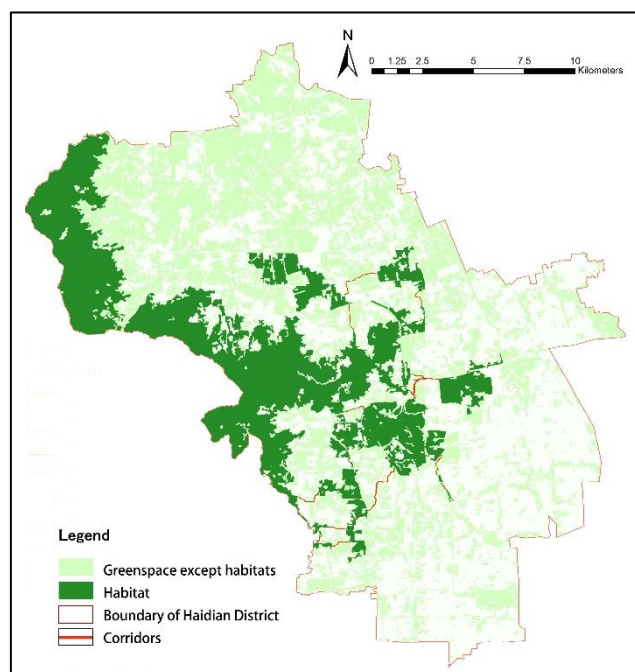 N
0 1.25 2.5 5 7.5 10
Kilometers
Legend
Greenspace except habitats
Habitat
Boundary of Haidian District
Corridors